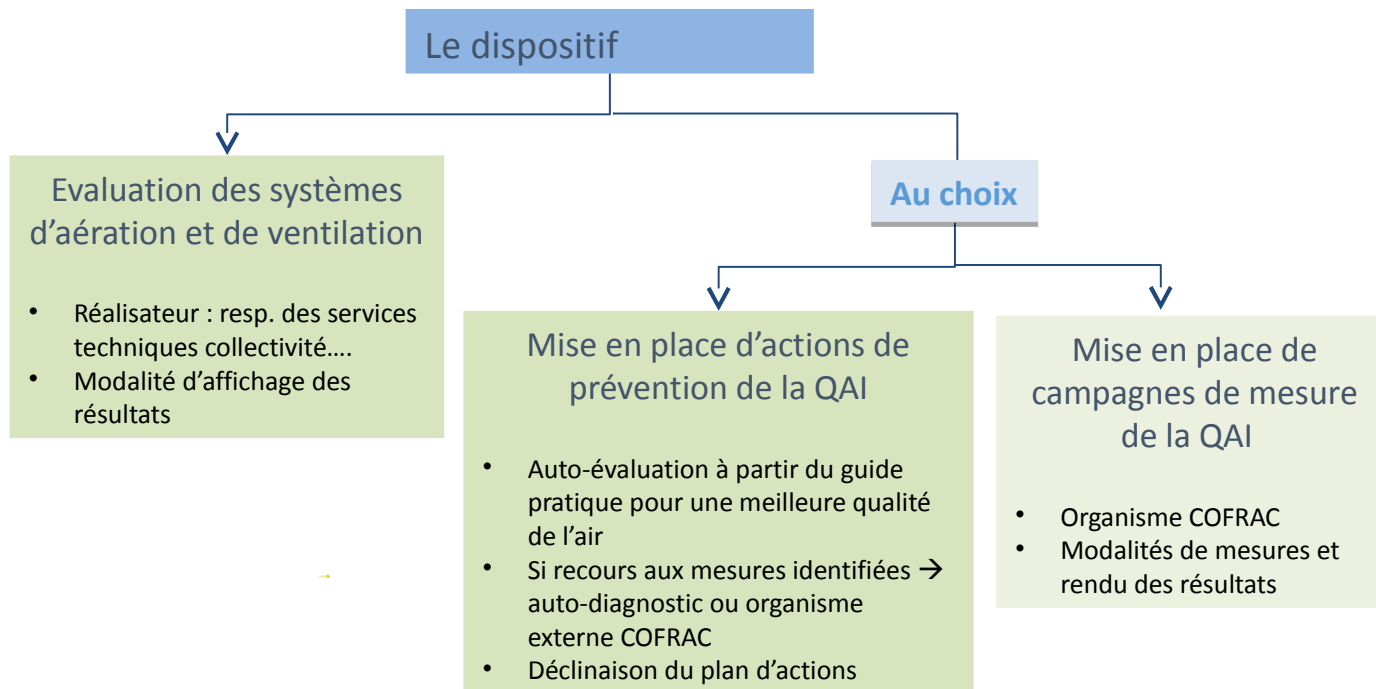 Le dispositif
Evaluation des systèmes
d’aération et de ventilation
• Réalisateur : resp. des services
techniques collectivité....
• Modalité d’affichage des
résultats
Au choix
Mise en place d’actions de
prévention de la QAI
• Auto-évaluation à partir du guide
pratique pour une meilleure qualité
de l’air
• Si recours aux mesures identifiées →
auto-diagnostic ou organisme
externe COFRAC
• Déclinaison du plan d’actions
Mise en place de
campagnes de mesure
de la QAI
• Organisme COFRAC
• Modalités de mesures et
rendu des résultats